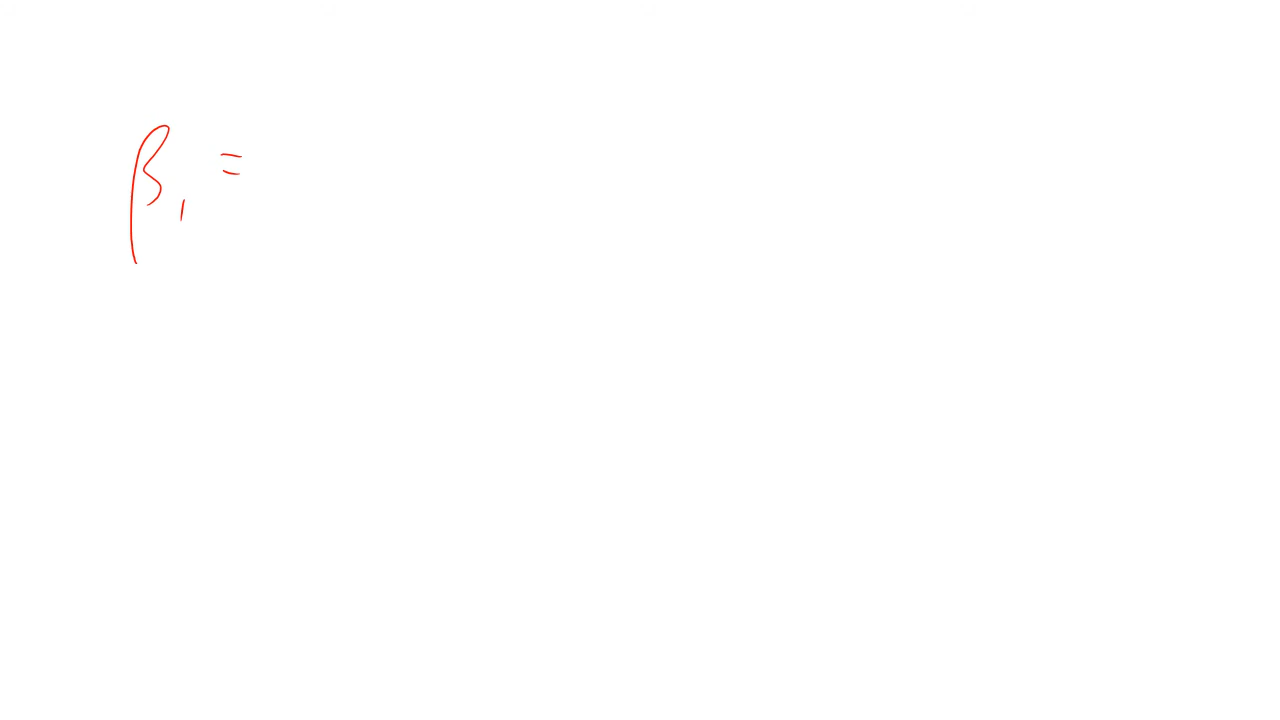 β₁ =